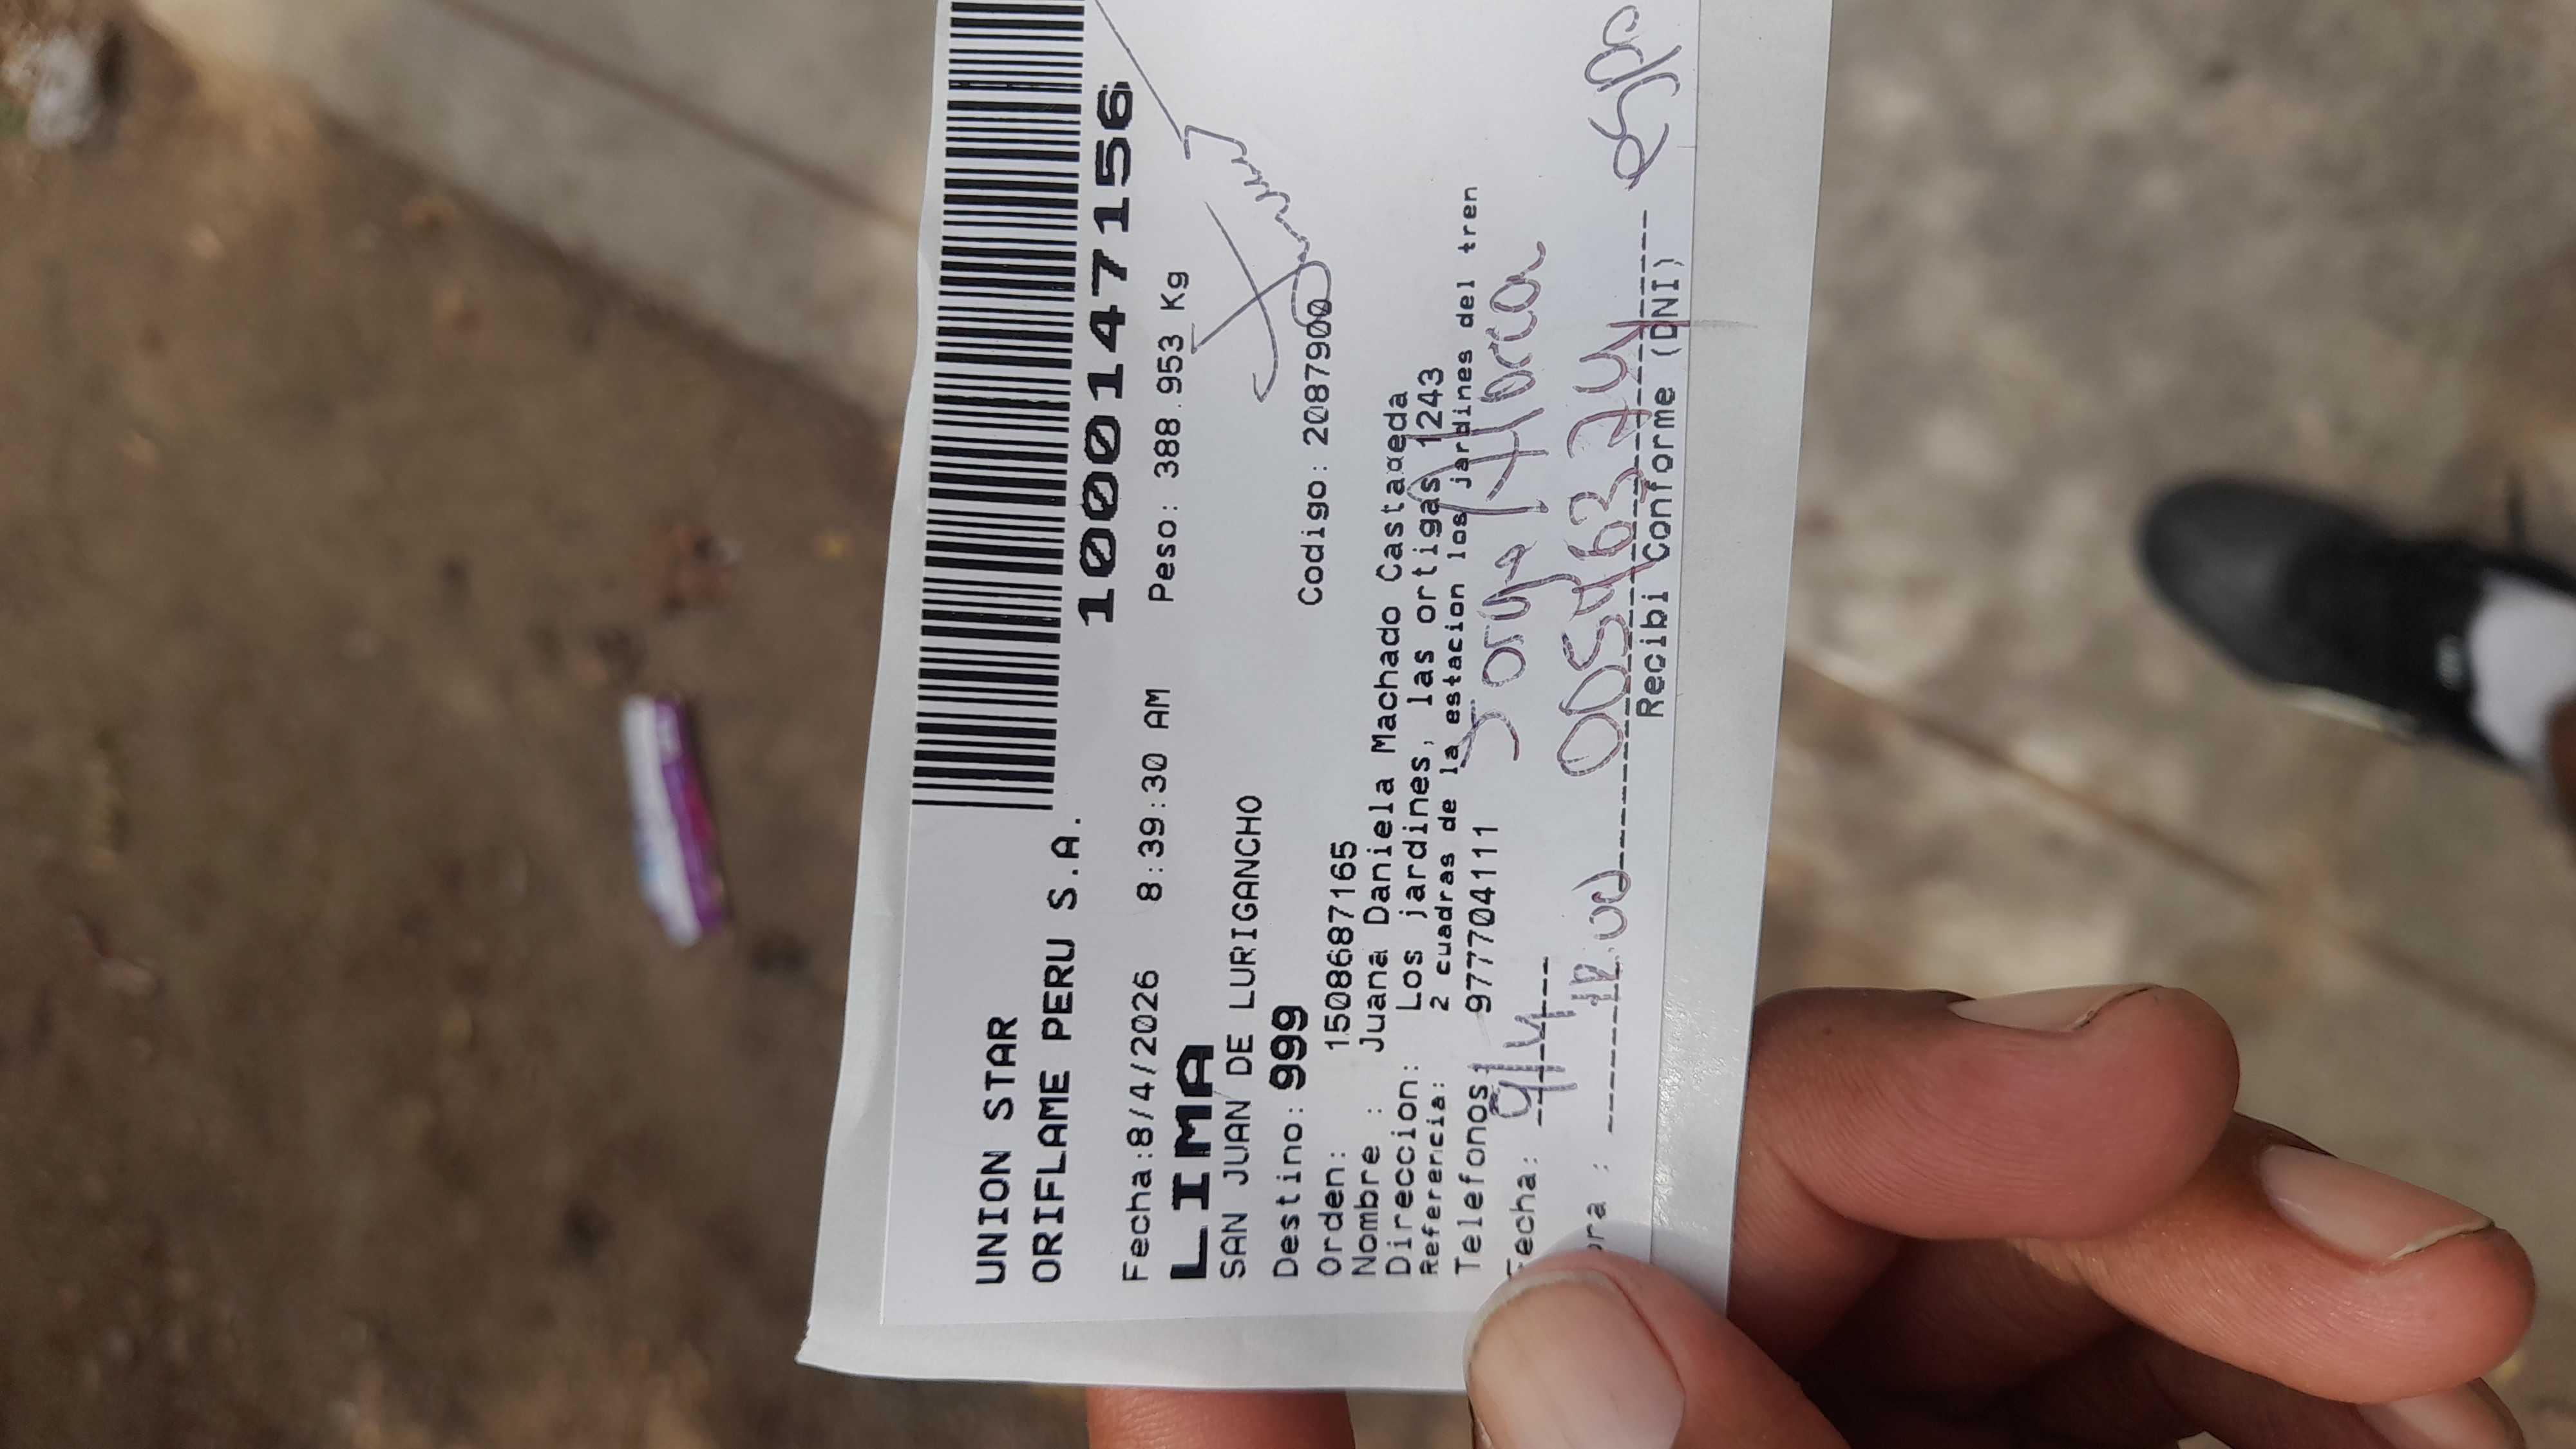 UNION STAR
ORIFLAME PERU S.A.
1000147156
Fecha:8/4/2026 8:39:30 AM Peso: 388.953 Kg
LIMA
SAN JUAN DE LURIGANCHO
Destino: 999
Orden: 1508687165 Codigo: 2087900
Nombre : Juana Daniela Machado Castaaeda
Direccion: Los jardines, las ortigas 1243
Referencia: 2 cuadras de la estacion los jardines del tren
Telefonos: 977704111
Fecha: 9/4
12.00
Recibi Conforme (DNI)